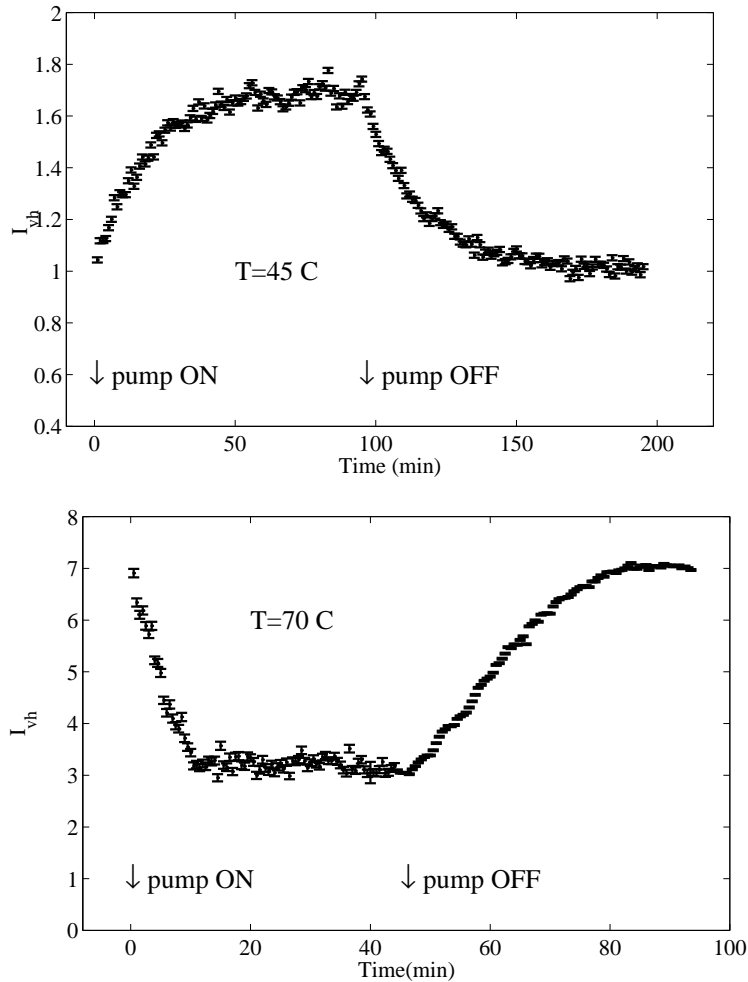 2
1.8
1.6
1.4
1.2
1
0.8
0.6
0.4
I_vh
T=45 C
↓ pump ON
↓ pump OFF
0 50 100 150 200
Time (min)
8
7
6
5
4
3
2
1
0
I_vh
T=70 C
↓ pump ON
↓ pump OFF
0 20 40 60 80 100
Time(min)